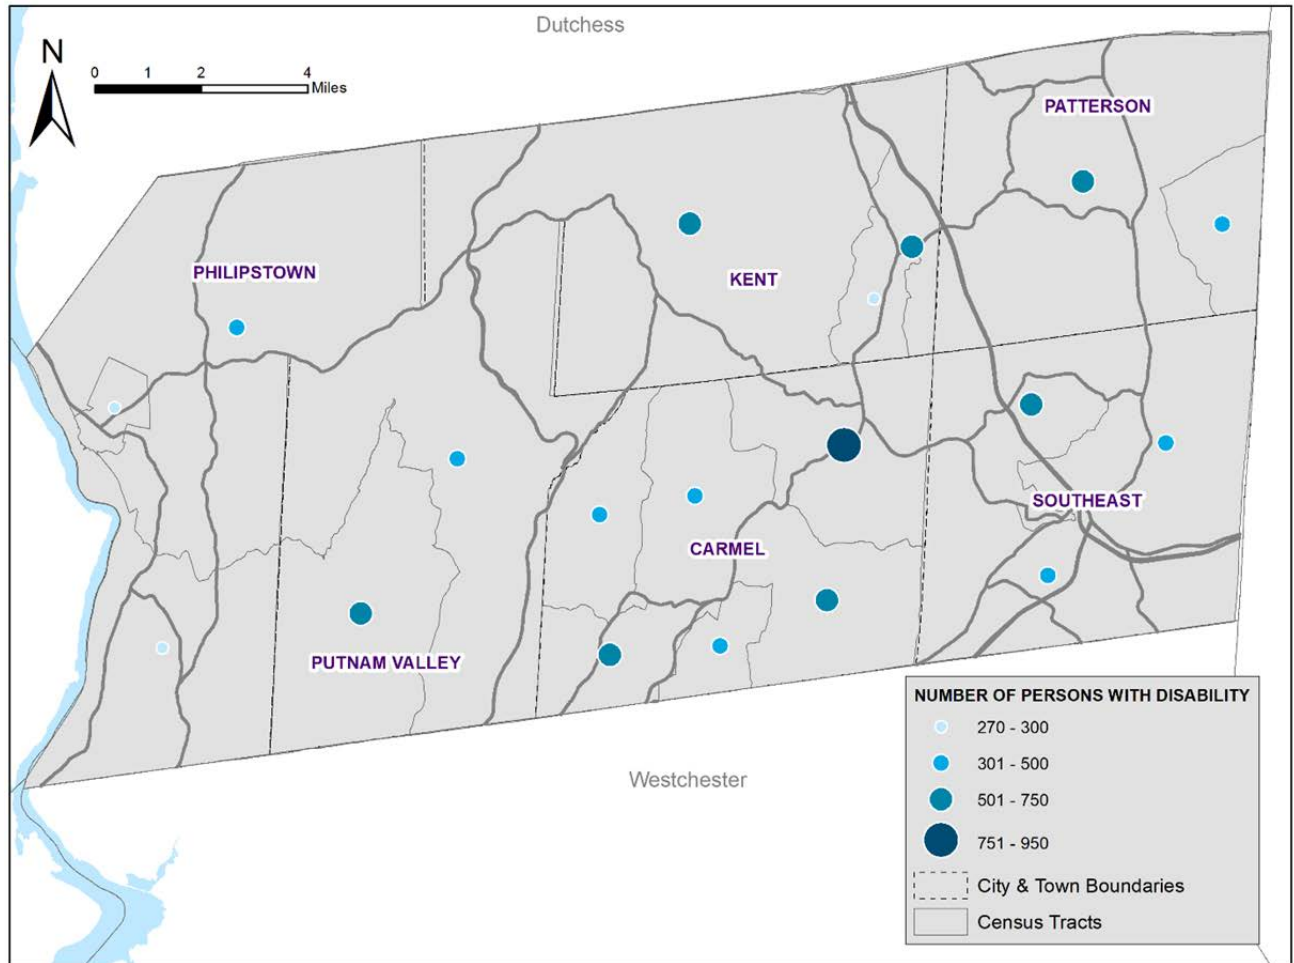 Dutchess
N
0 1 2 4
Miles
PATTERSON
PHILIPSTOWN
KENT
SOUTHEAST
CARMEL
PUTNAM VALLEY
Westchester
NUMBER OF PERSONS WITH DISABILITY
270 - 300
301 - 500
501 - 750
751 - 950
City & Town Boundaries
Census Tracts